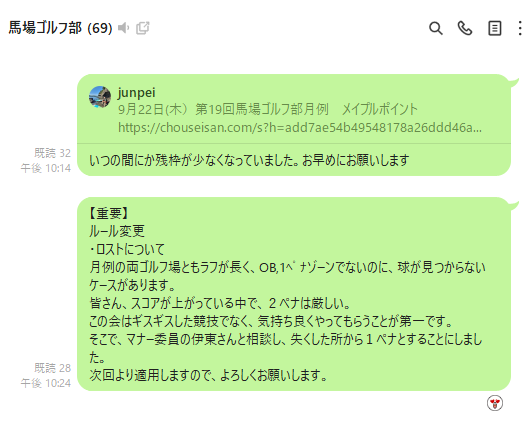 馬場ゴルフ部 (69)
junpei
9月22日(木) 第19回馬場ゴルフ部月例　メイプルポイント
https://chouseisan.com/s?h=add7ae54b49548178a26ddd46a...
既読 32
午後 10:14
いつの間にか残枠が少なくなっていました。お早めにお願いします
【重要】
ルール変更
・ロストについて
月例の両ゴルフ場ともラフが長く、OB,1ﾍﾟﾅゾーンでないのに、球が見つからない
ケースがあります。
皆さん、スコアが上がっている中で、２ペナは厳しい。
この会はギスギスした競技でなく、気持ち良くやってもらうことが第一です。
そこで、マナー委員の伊東さんと相談し、失くした所から１ペナとすることにしまし
た。
次回より適用しますので、よろしくお願いします。
既読 28
午後 10:24